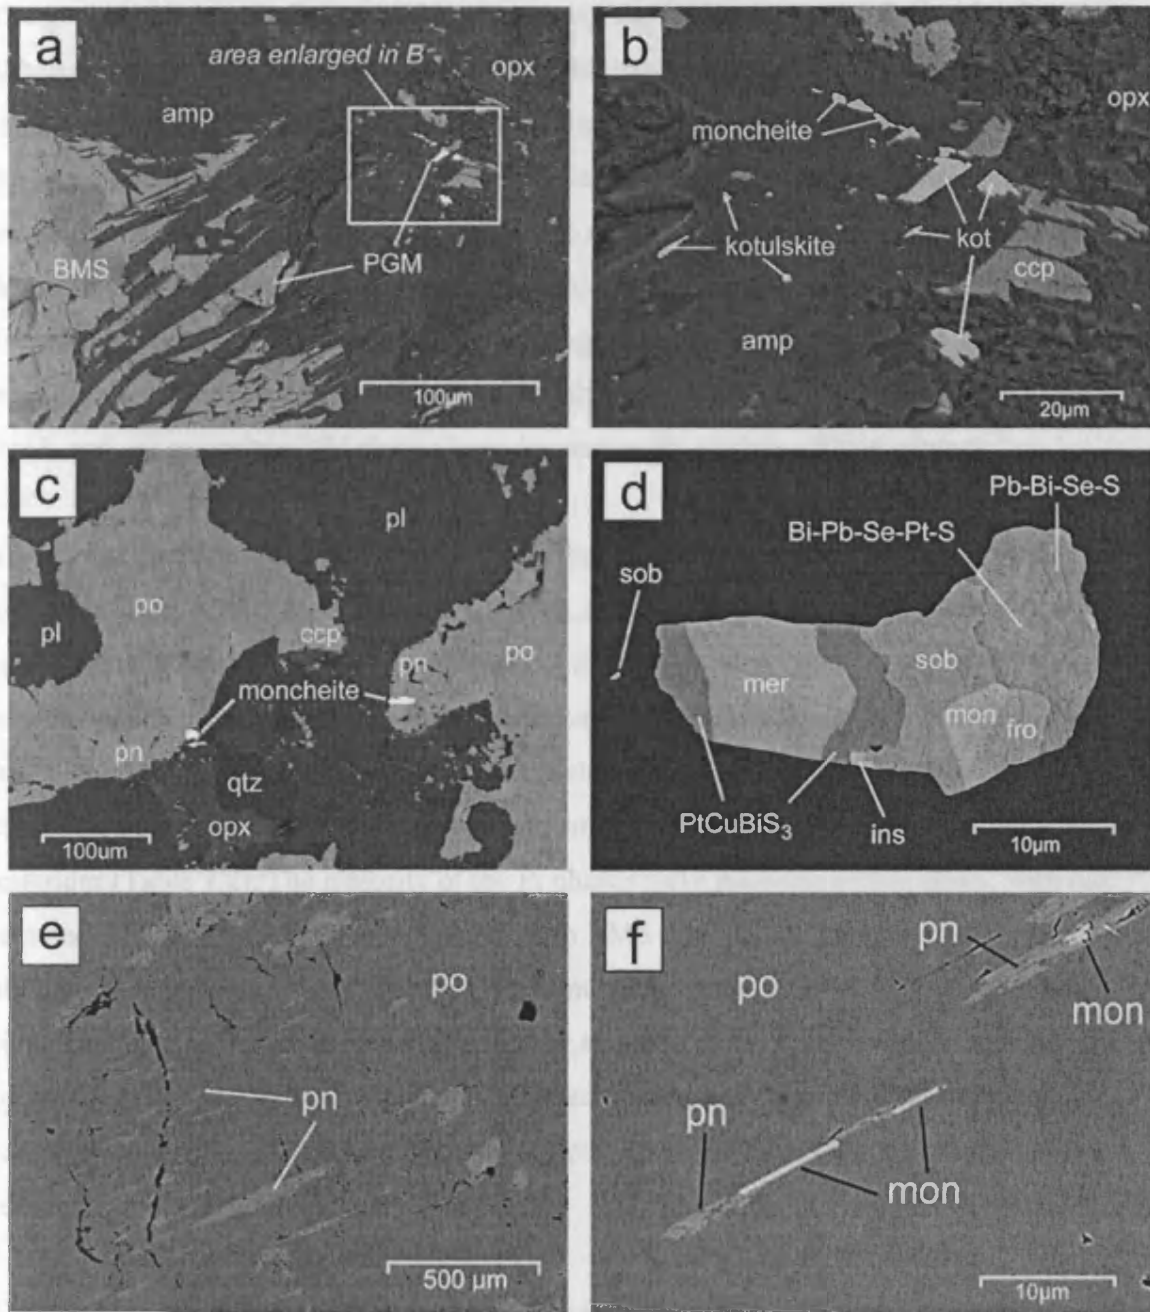 a
area enlarged in B
opx
amp
BMS
PGM
100µm
b
opx
moncheite
kotulskite
kot
ccp
amp
20µm
c
pl
po
pl
ccp
pn
po
moncheite
pn
qtz
opx
100um
d
Pb-Bi-Se-S
Bi-Pb-Se-Pt-S
sob
sob
mer
mon
fro
PtCuBiS3
ins
10µm
e
po
pn
500 µm
f
pn
po
mon
pn
mon
10µm